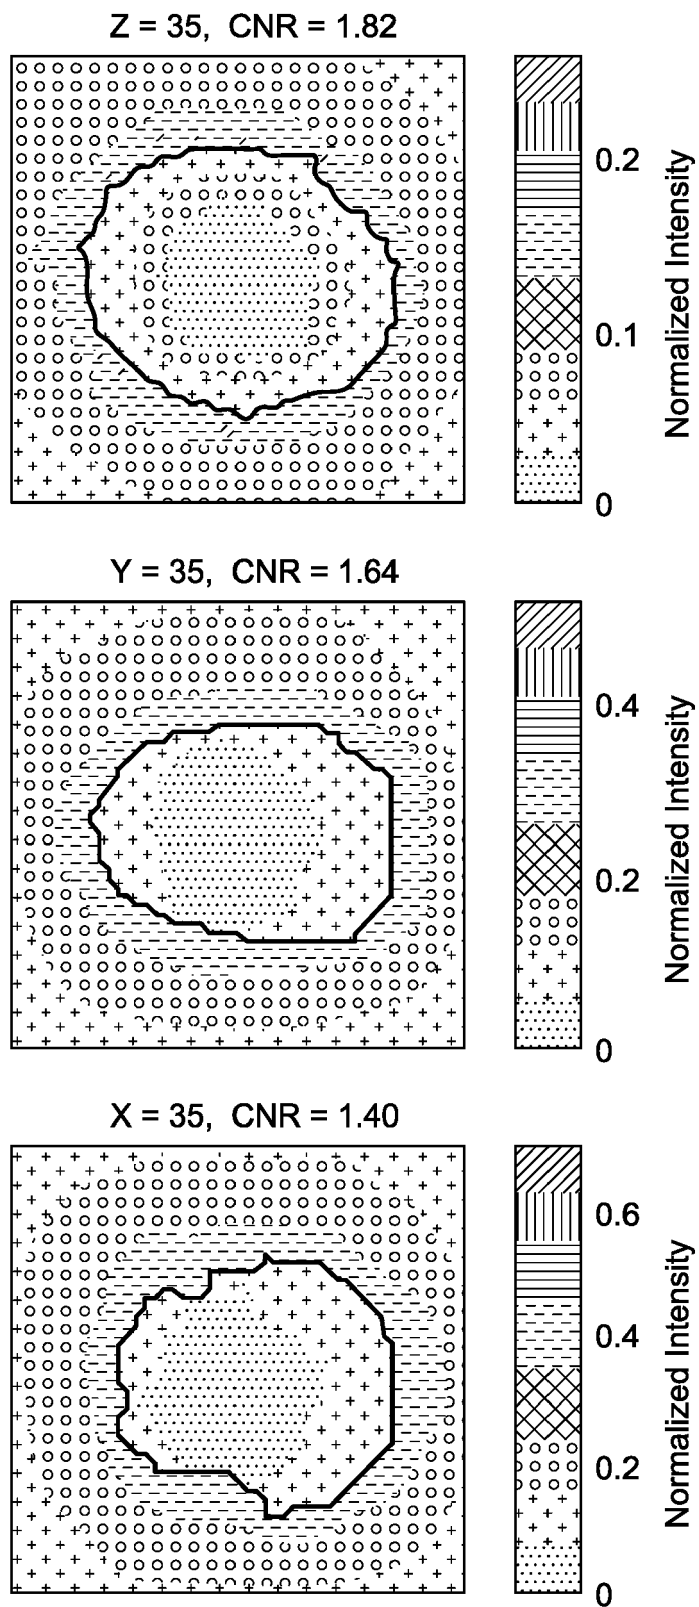 Z = 35, CNR = 1.82
0.2
0.1
0
Normalized Intensity
Y = 35, CNR = 1.64
0.4
0.2
0
Normalized Intensity
X = 35, CNR = 1.40
0.6
0.4
0.2
0
Normalized Intensity